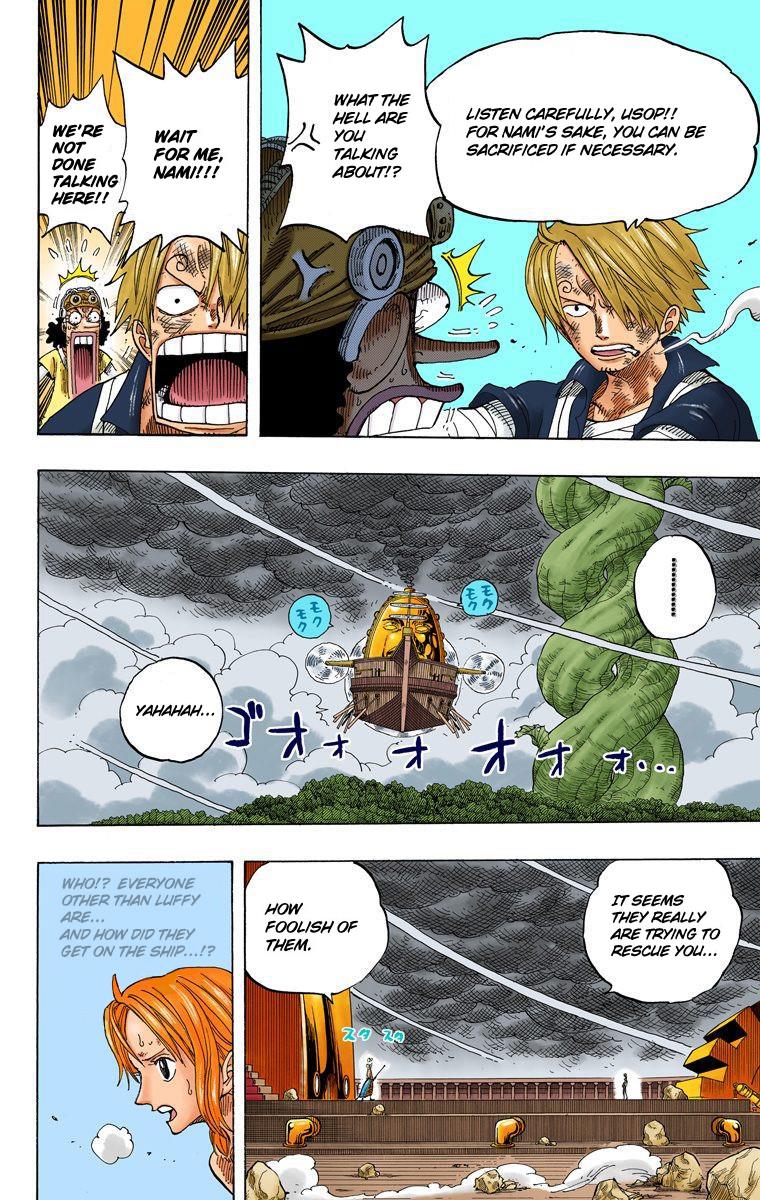 LISTEN CAREFULLY, USOP!!
FOR NAMI'S SAKE, YOU CAN BE
SACRIFICED IF NECESSARY.
WHAT THE
HELL ARE
YOU
TALKING
ABOUT!?
WAIT
FOR ME,
NAMI!!!
WE'RE
NOT
DONE
TALKING
HERE!!
............
モクモク
モクモク
YAHAHAH...
ゴオォォオォォ...
IT SEEMS
THEY REALLY
ARE TRYING TO
RESCUE YOU...
HOW
FOOLISH OF
THEM.
スタスタ
WHO!? EVERYONE
OTHER THAN LUFFY
ARE...
AND HOW DID THEY
GET ON THE SHIP...!?